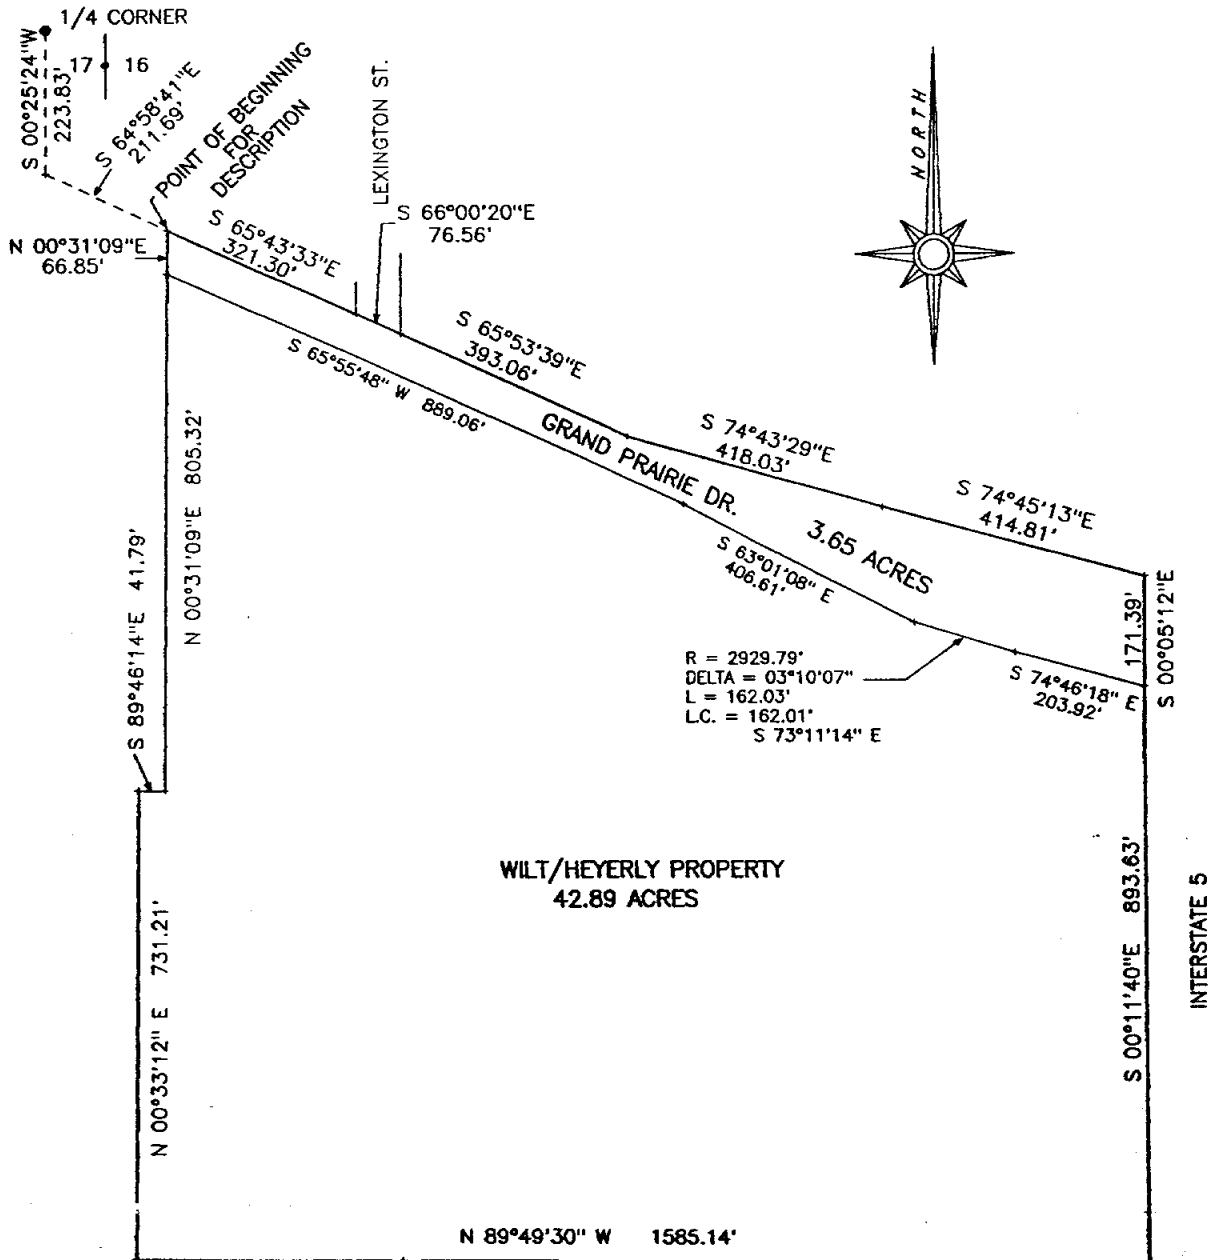 1/4 CORNER
17 16
S 00°25'24"W
223.83'
S 64°58'41"E
211.69'
POINT OF BEGINNING
FOR
DESCRIPTION
LEXINGTON ST.
NORTH
N 00°31'09"E
66.85'
S 65°43'33"E
321.30'
S 66°00'20"E
76.56'
S 65°53'39"E
393.06'
S 65°55'48" W 889.06'
GRAND PRAIRIE DR.
S 74°43'29"E
418.03'
S 74°45'13"E
414.81'
3.65 ACRES
S 63°01'08" E
406.61'
171.39'
S 00°05'12"E
R = 2929.79'
DELTA = 03°10'07"
L = 162.03'
L.C. = 162.01'
S 73°11'14" E
S 74°46'18" E
203.92'
N 00°31'09"E 805.32'
S 89°46'14"E 41.79'
WILT/HEYERLY PROPERTY
42.89 ACRES
N 00°33'12" E 731.21'
S 00°11'40"E 893.63'
INTERSTATE 5
N 89°49'30" W 1585.14'